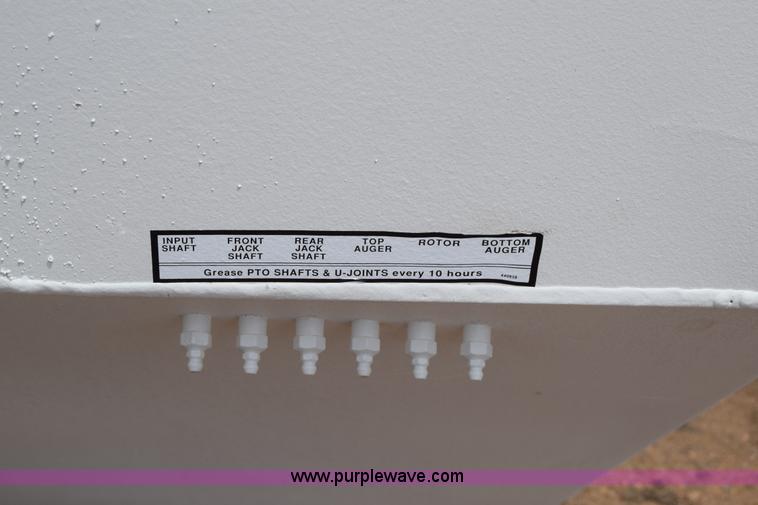 INPUT SHAFT
FRONT JACK SHAFT
REAR JACK SHAFT
TOP AUGER
ROTOR
BOTTOM AUGER
Grease PTO SHAFTS & U-JOINTS every 10 hours
www.purplewave.com